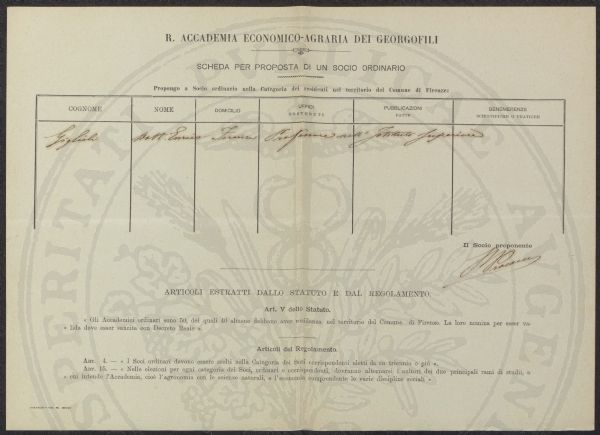 R. ACCADEMIA ECONOMICO-AGRARIA DEI GEORGOFILI
SCHEDA PER PROPOSTA DI UN SOCIO ORDINARIO
Propongo a Socio ordinario nella Categoria dei residenti nel territorio del Comune di Firenze:
COGNOME NOME DOMICILIO UFFICI SOSTENUTI PUBBLICAZIONI FATTE BENEMERENZE SCIENTIFICHE O PRATICHE
Giglioli Dott. Enrico Firenze Professore nell' Istituto Superiore
Il Socio proponente
ARTICOLI ESTRATTI DALLO STATUTO E DAL REGOLAMENTO.
Art. V dello Statuto.
« Gli Accademici ordinari sono 50, dei quali 40 almeno debbono aver residenza nel territorio del Comune di Firenze. La loro nomina per esser va-
« lida deve esser sancita con Decreto Reale ».
Articoli del Regolamento.
ART. 4. — « I Soci ordinari devono essere scelti nella Categoria dei Soci corrispondenti eletti da un triennio o più ».
ART. 15. — « Nelle elezioni per ogni categoria dei Soci, ordinari e corrispondenti, dovranno alternarsi i cultori dei due principali rami di studii, a
« cui intende l'Accademia, cioè l'agronomia con le scienze naturali, e l'economia comprendente le varie discipline sociali ».